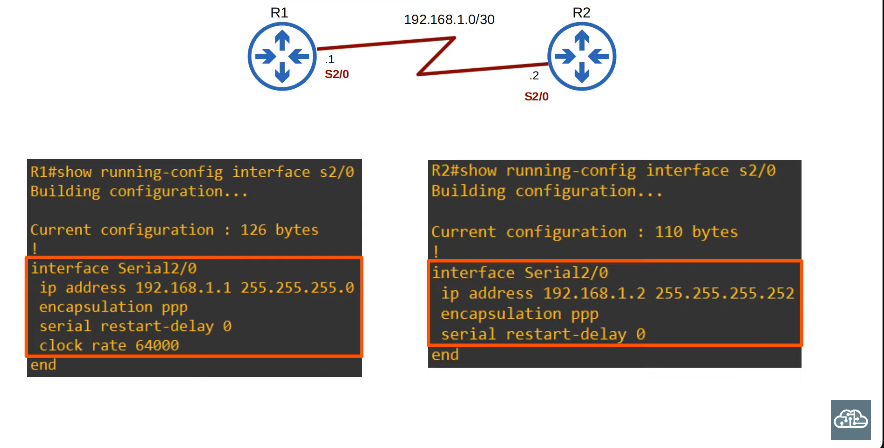 R1
192.168.1.0/30
R2
.1
S2/0
.2
S2/0
R1#show running-config interface s2/0
Building configuration...
Current configuration : 126 bytes
!
interface Serial2/0
ip address 192.168.1.1 255.255.255.0
encapsulation ppp
serial restart-delay 0
clock rate 64000
end
R2#show running-config interface s2/0
Building configuration...
Current configuration : 110 bytes
!
interface Serial2/0
ip address 192.168.1.2 255.255.255.252
encapsulation ppp
serial restart-delay 0
end